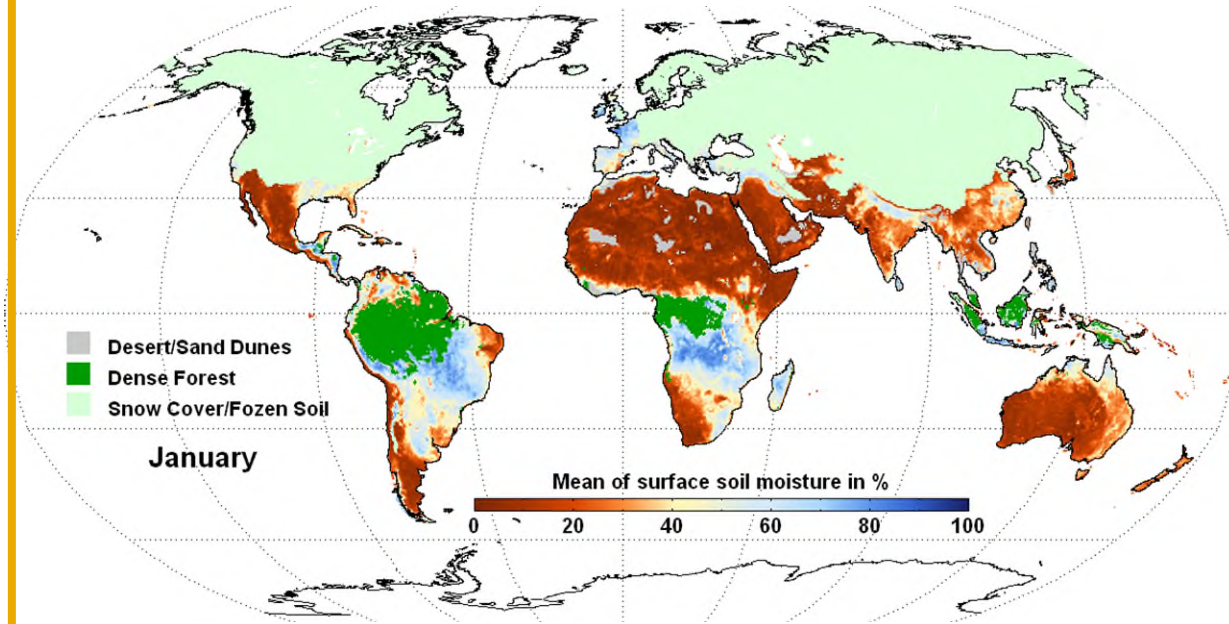 Desert/Sand Dunes
Dense Forest
Snow Cover/Fozen Soil
January
Mean of surface soil moisture in %
0 20 40 60 80 100